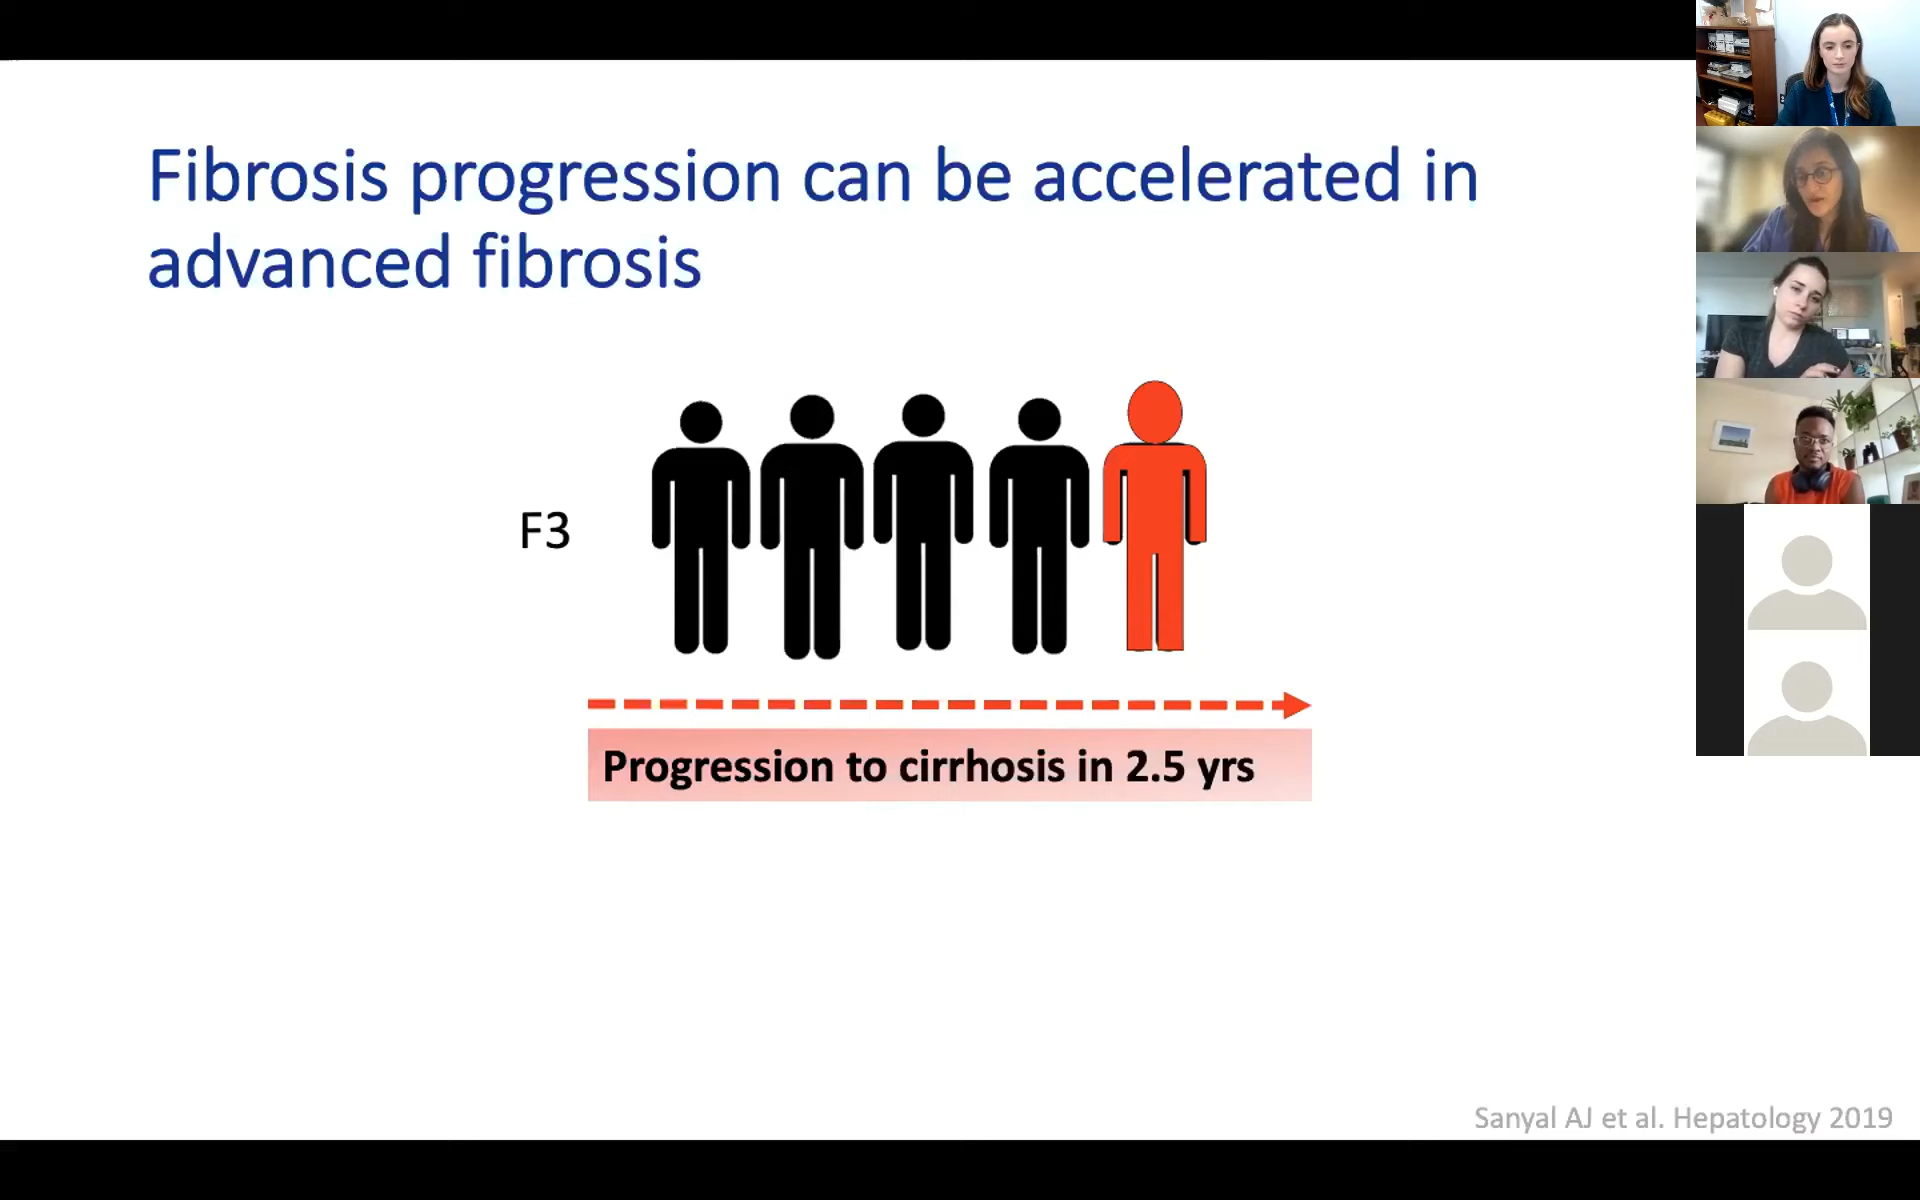 Fibrosis progression can be accelerated in
advanced fibrosis
F3
Progression to cirrhosis in 2.5 yrs
Sanyal AJ et al. Hepatology 2019